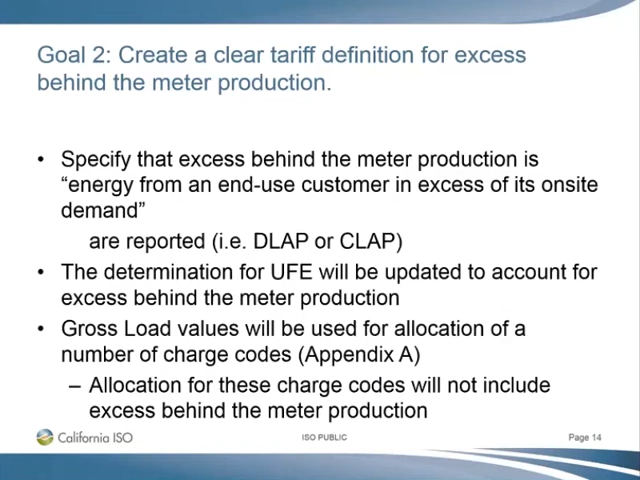 Goal 2: Create a clear tariff definition for excess
behind the meter production.
• Specify that excess behind the meter production is
“energy from an end-use customer in excess of its onsite
demand”
are reported (i.e. DLAP or CLAP)
• The determination for UFE will be updated to account for
excess behind the meter production
• Gross Load values will be used for allocation of a
number of charge codes (Appendix A)
– Allocation for these charge codes will not include
excess behind the meter production
California ISO
ISO PUBLIC
Page 14